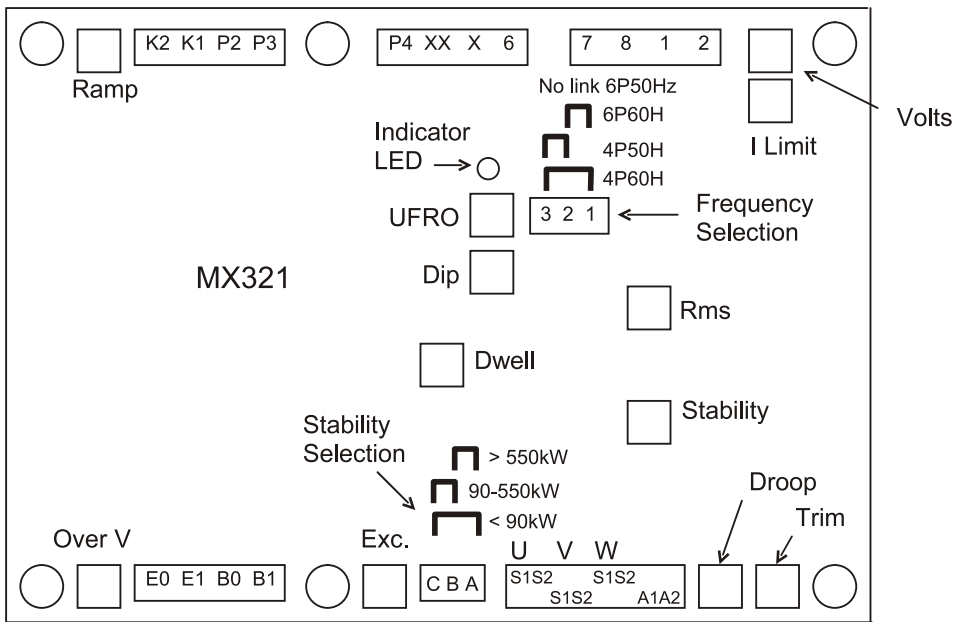 K2 K1 P2 P3
P4 XX X 6
7 8 1 2
Ramp
No link 6P50Hz
6P60H
4P50H
4P60H
Volts
I Limit
Indicator
LED
UFRO
3 2 1
Frequency
Selection
Dip
MX321
Rms
Dwell
Stability
Stability
Selection
> 550kW
90-550kW
< 90kW
Droop
Trim
Over V
Exc.
U V W
E0 E1 B0 B1
C B A
S1S2 S1S2
S1S2 A1A2